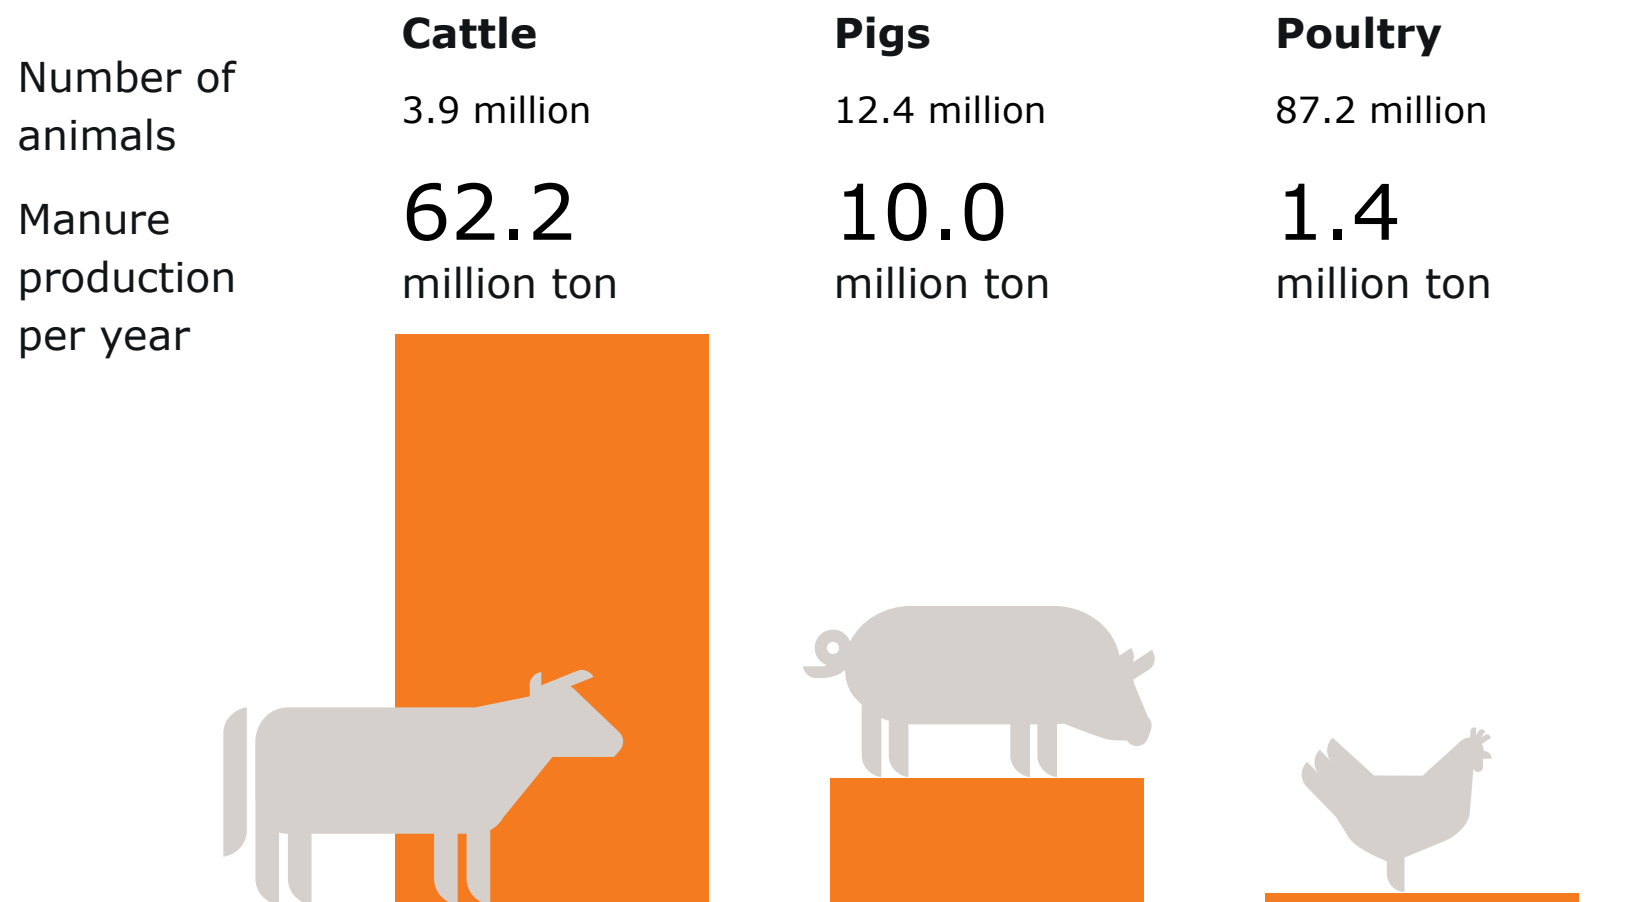 Cattle
Pigs
Poultry
Number of
animals
3.9 million
12.4 million
87.2 million
Manure
production
per year
62.2
million ton
10.0
million ton
1.4
million ton